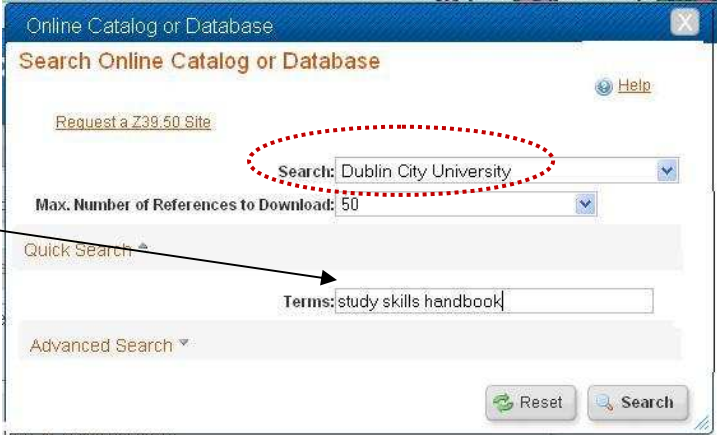 Online Catalog or Database
X
Search Online Catalog or Database
Help
Request a Z39.50 Site
Search: Dublin City University
Max. Number of References to Download: 50
Quick Search
Terms: study skills handbook
Advanced Search
Reset Search